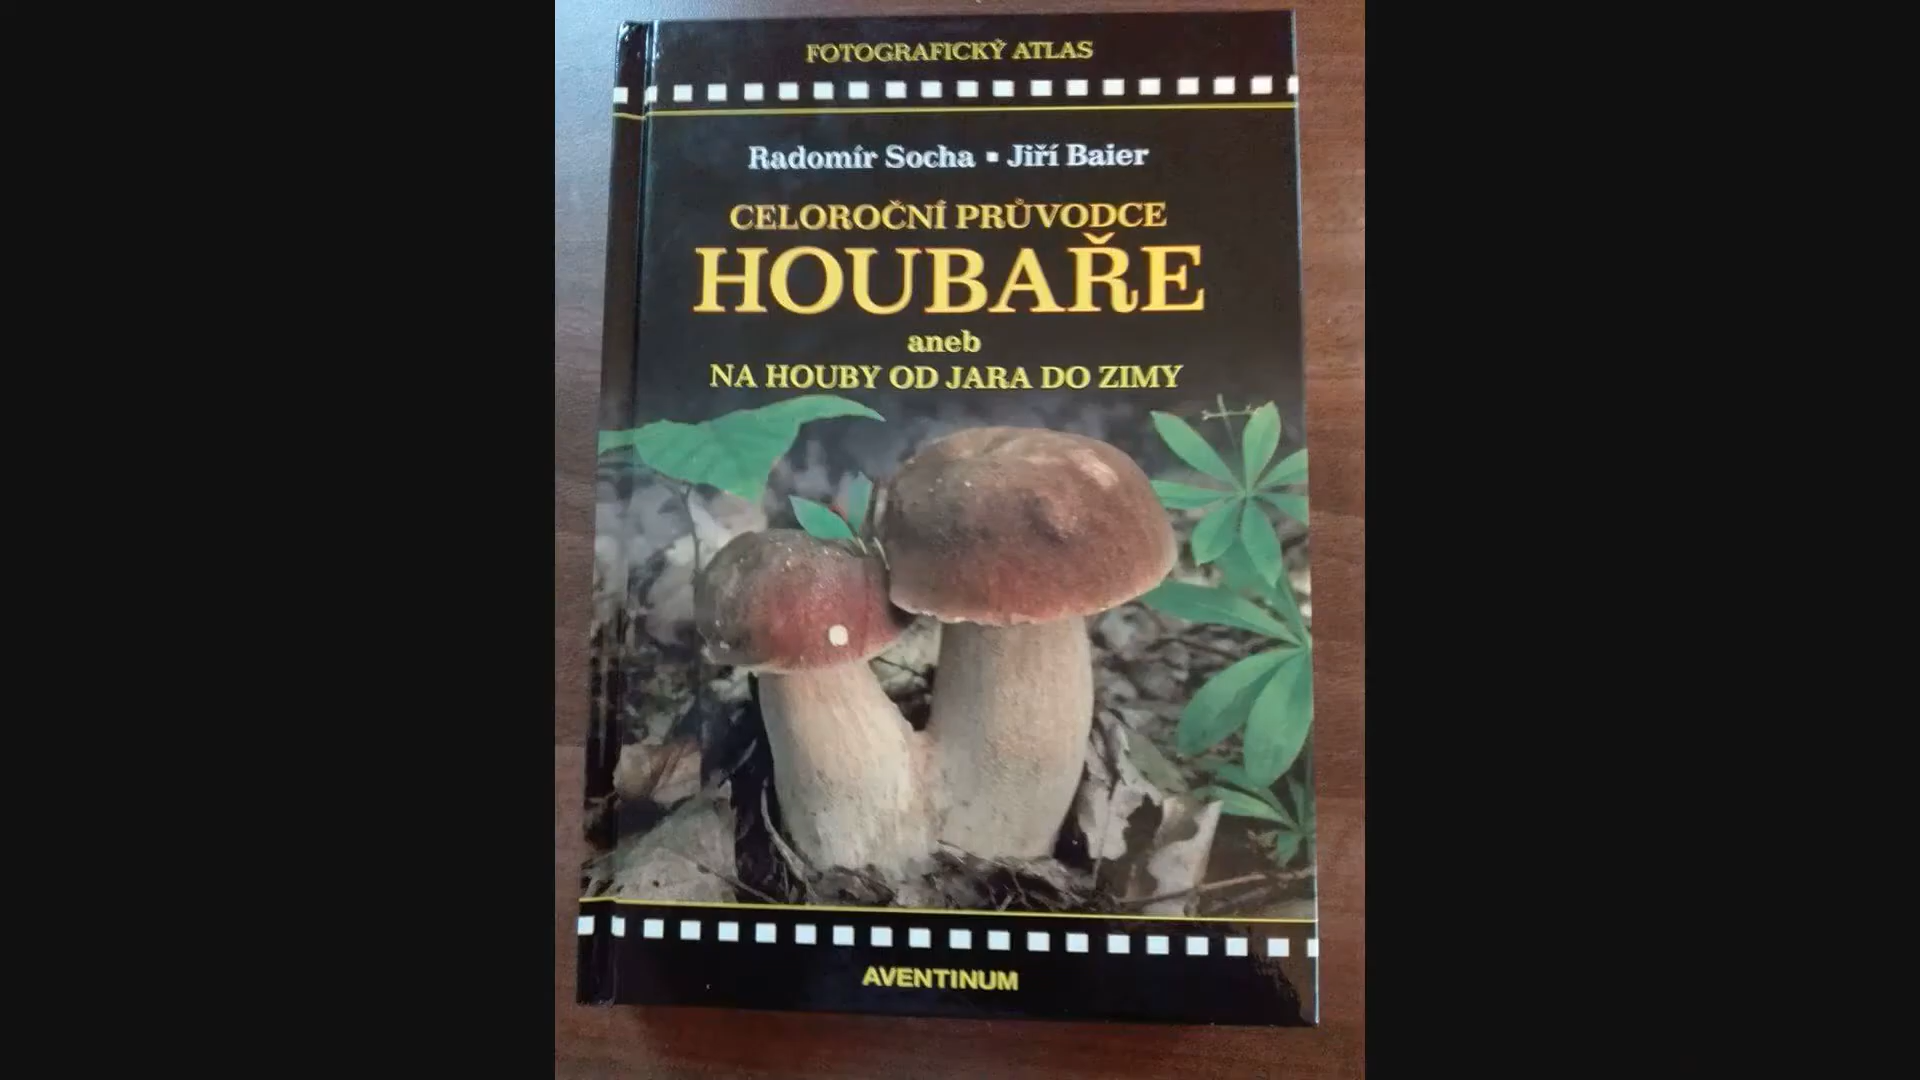 FOTOGRAFICKÝ ATLAS
Radomír Socha ▪ Jiří Baier
CELOROČNÍ PRŮVODCE
HOUBAŘE
aneb
NA HOUBY OD JARA DO ZIMY
AVENTINUM